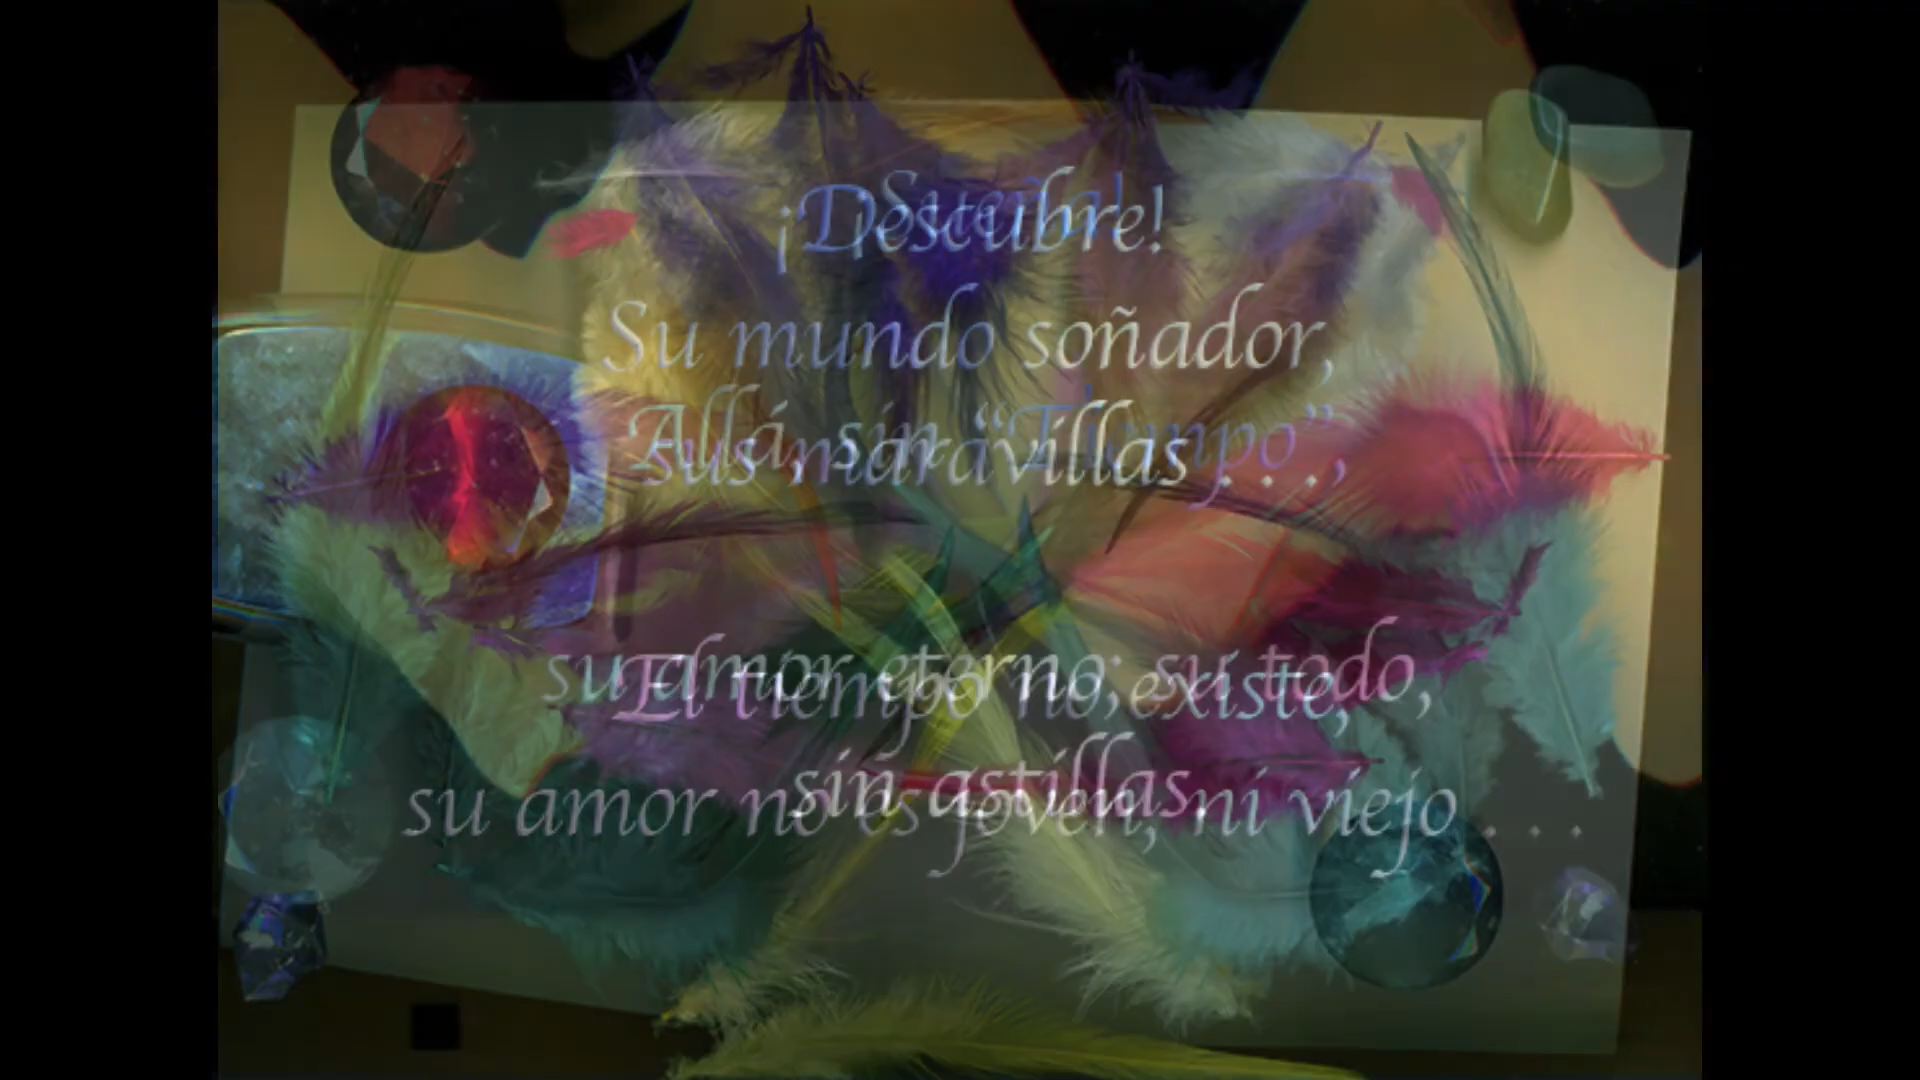 ¡Sueña!
¡Descubre!
Su mundo soñador,
Allá, sin “Tiempo”,
sus maravillas . . .
su amor eterno; su todo,
El tiempo no existe,
sin astillas.
su amor no es joven, ni viejo . . .